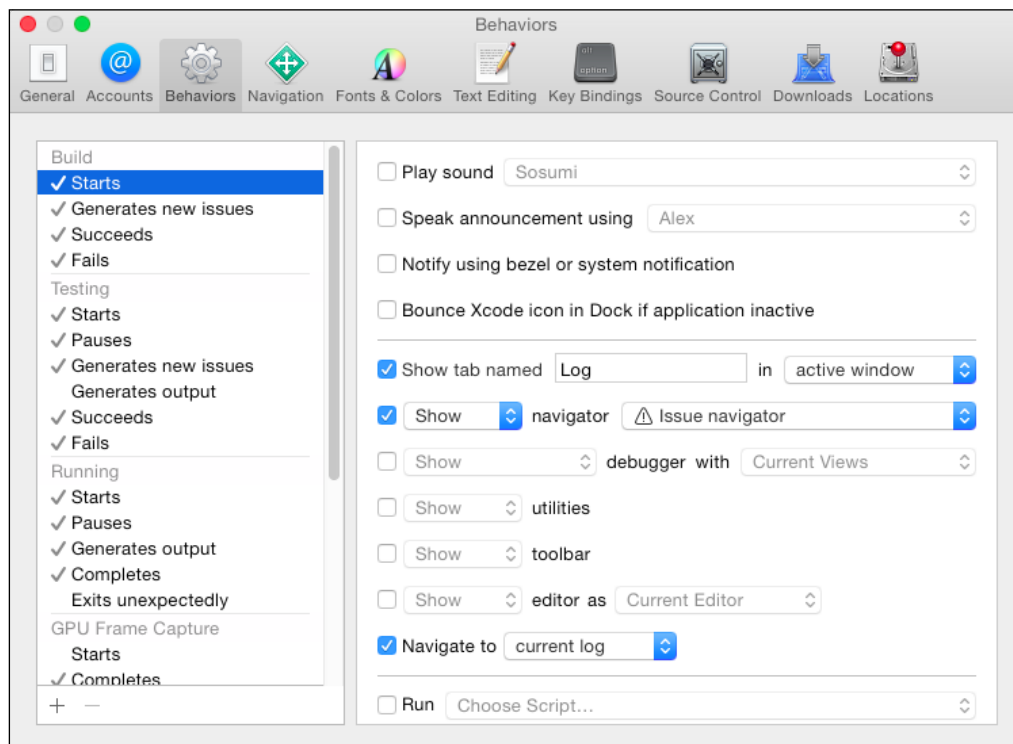 Behaviors
General Accounts Behaviors Navigation Fonts & Colors Text Editing Key Bindings Source Control Downloads Locations
alt
option
Build
Starts
Generates new issues
Succeeds
Fails
Testing
Starts
Pauses
Generates new issues
Generates output
Succeeds
Fails
Running
Starts
Pauses
Generates output
Completes
Exits unexpectedly
GPU Frame Capture
Starts
Completes
Play sound Sosumi
Speak announcement using Alex
Notify using bezel or system notification
Bounce Xcode icon in Dock if application inactive
Show tab named Log in active window
Show navigator Issue navigator
Show debugger with Current Views
Show utilities
Show toolbar
Show editor as Current Editor
Navigate to current log
Run Choose Script...